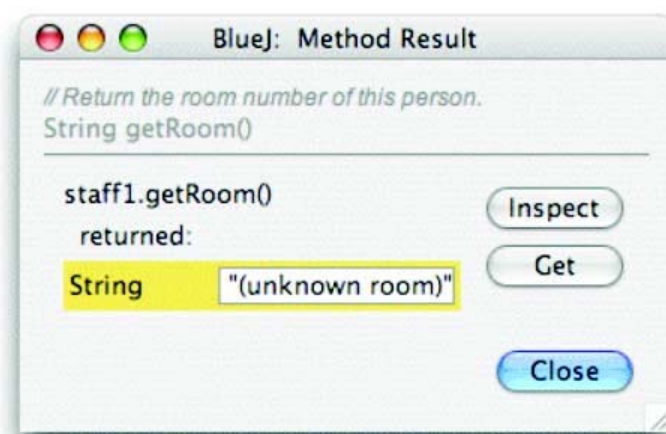 BlueJ: Method Result
// Return the room number of this person.
String getRoom()
staff1.getRoom()
returned:
String "(unknown room)"
Inspect
Get
Close